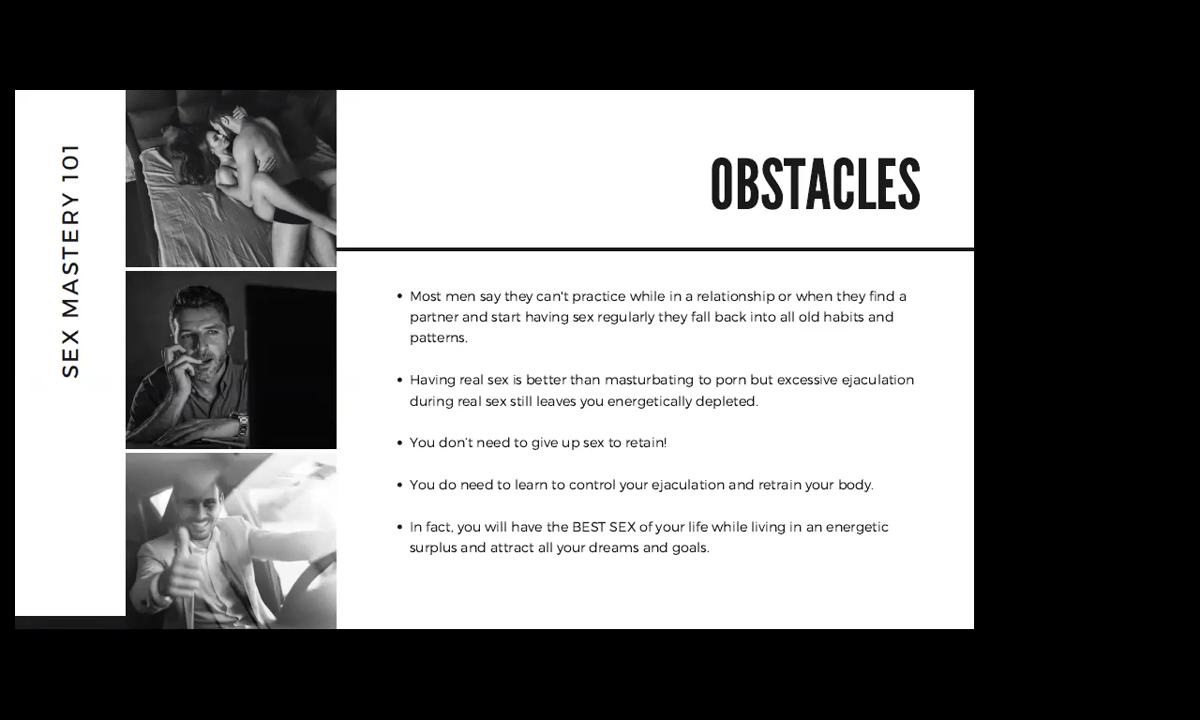 SEX MASTERY 101
OBSTACLES
• Most men say they can't practice while in a relationship or when they find a
partner and start having sex regularly they fall back into all old habits and
patterns.
• Having real sex is better than masturbating to porn but excessive ejaculation
during real sex still leaves you energetically depleted.
• You don't need to give up sex to retain!
• You do need to learn to control your ejaculation and retrain your body.
• In fact, you will have the BEST SEX of your life while living in an energetic
surplus and attract all your dreams and goals.